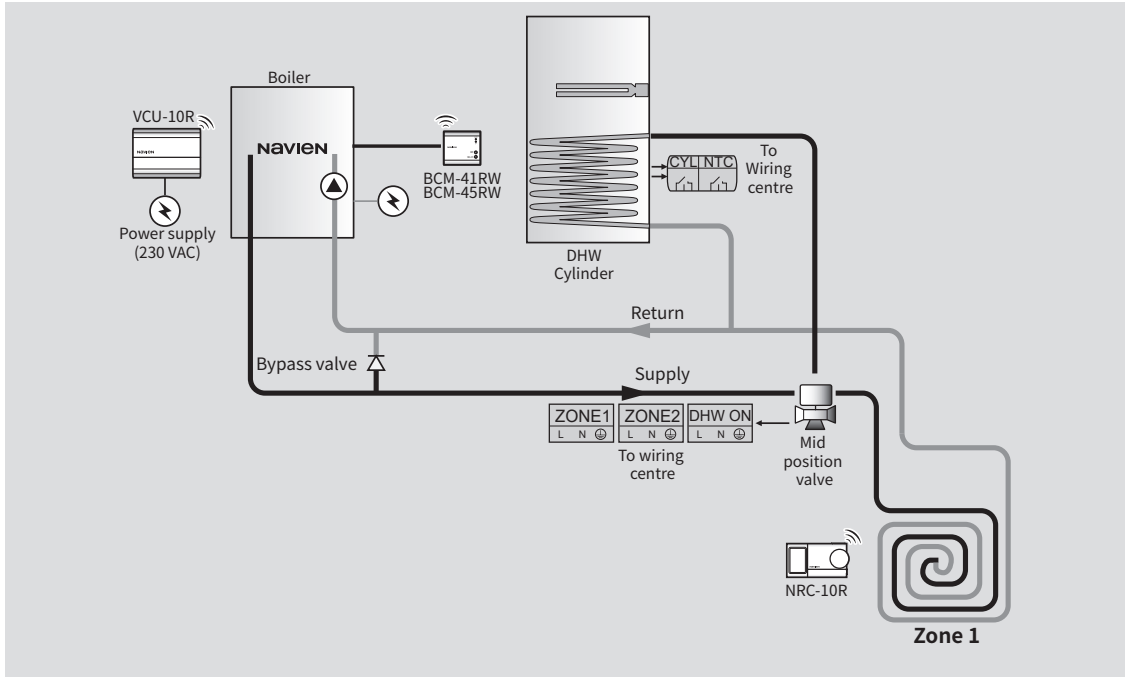 Boiler
VCU-10R
NAVIEN
NAVIEN
BCM-41RW
BCM-45RW
Power supply
(230 VAC)
CYL NTC
To
Wiring
centre
DHW
Cylinder
Return
Bypass valve
Supply
ZONE1
L N
ZONE2
L N
DHW ON
L N
To wiring
centre
Mid
position
valve
NRC-10R
Zone 1